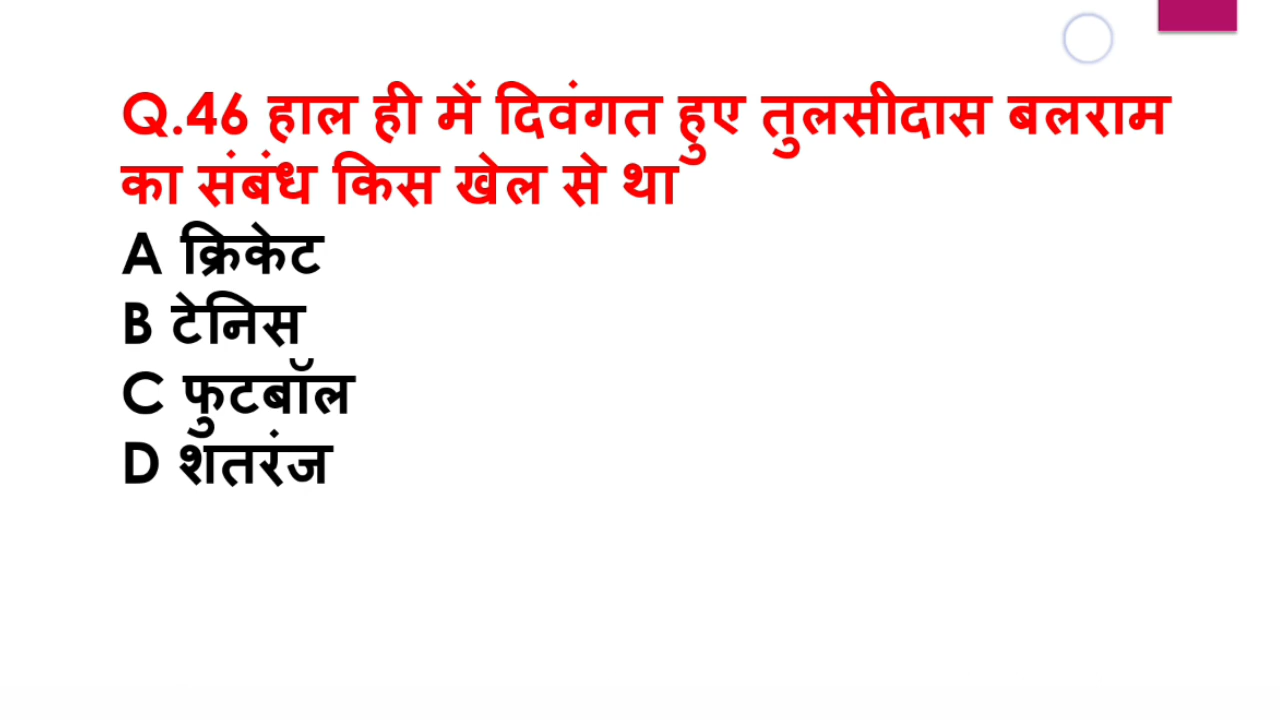 Q.46 हाल ही में दिवंगत हुए तुलसीदास बलराम
का संबंध किस खेल से था
A क्रिकेट
B टेनिस
C फुटबॉल
D शतरंज